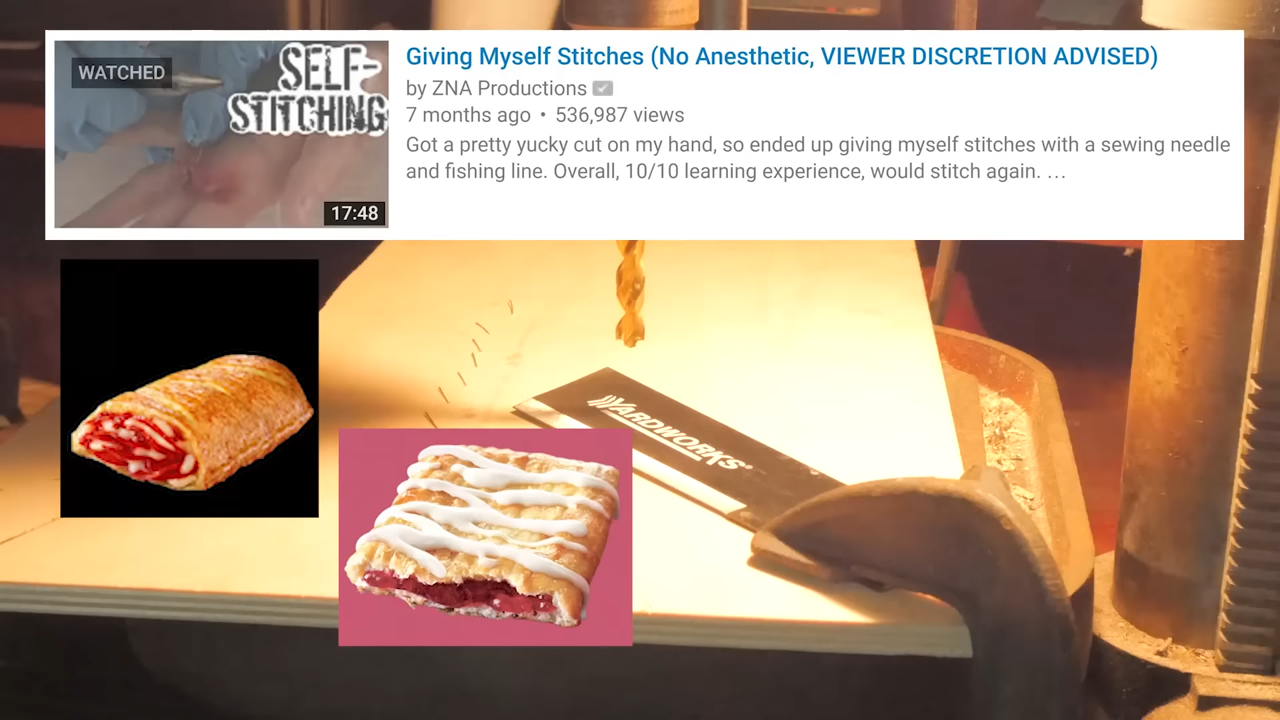 WATCHED
SELF-
STITCHING
17:48
Giving Myself Stitches (No Anesthetic, VIEWER DISCRETION ADVISED)
by ZNA Productions
7 months ago • 536,987 views
Got a pretty yucky cut on my hand, so ended up giving myself stitches with a sewing needle
and fishing line. Overall, 10/10 learning experience, would stitch again. …
YARDWORKS